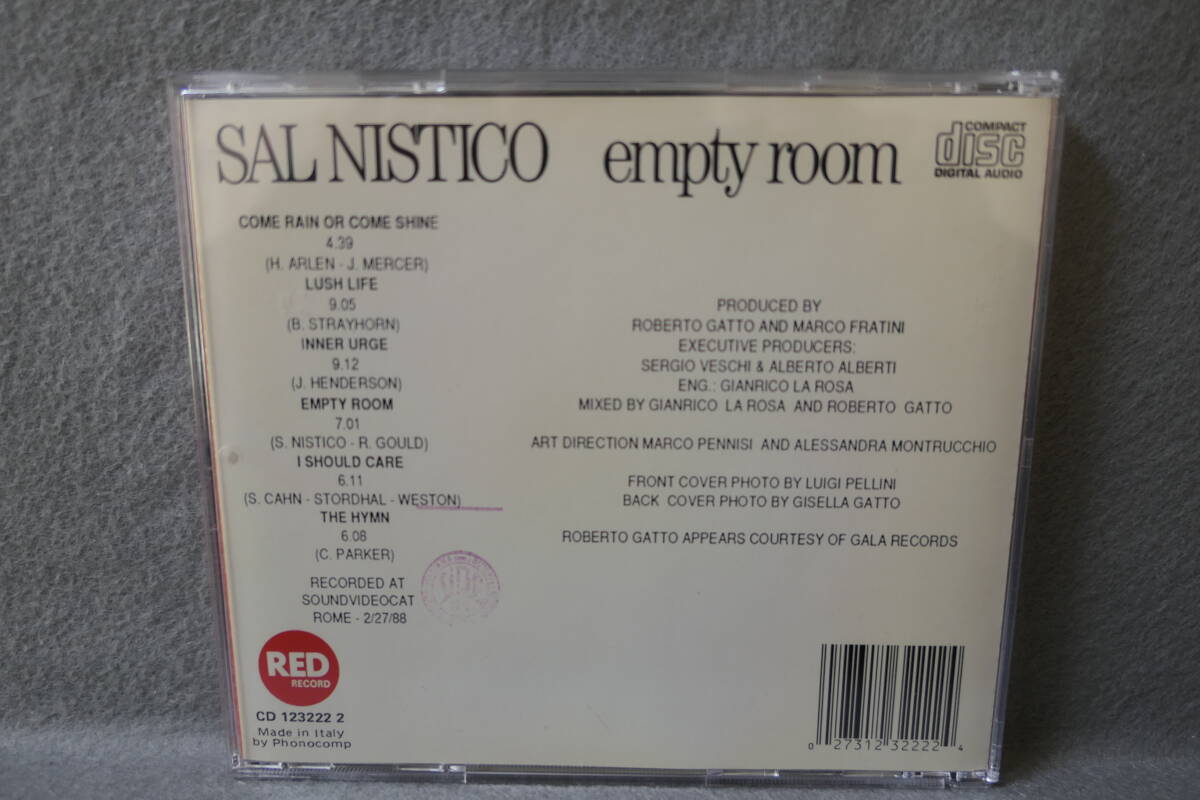 SAL NISTICO empty room
COMPACT
disc
DIGITAL AUDIO
COME RAIN OR COME SHINE
4.39
(H. ARLEN - J. MERCER)
LUSH LIFE
9.05
(B. STRAYHORN)
INNER URGE
9.12
(J. HENDERSON)
EMPTY ROOM
7.01
(S. NISTICO - R. GOULD)
I SHOULD CARE
6.11
(S. CAHN - STORDHAL - WESTON)
THE HYMN
6.06
(C. PARKER)
RECORDED AT
SOUNDVIDEOCAT
ROME - 2/27/88
PRODUCED BY
ROBERTO GATTO AND MARCO FRATINI
EXECUTIVE PRODUCERS:
SERGIO VESCHI & ALBERTO ALBERTI
ENG.: GIANRICO LA ROSA
MIXED BY GIANRICO LA ROSA AND ROBERTO GATTO
ART DIRECTION MARCO PENNISI AND ALESSANDRA MONTRUCCHIO
FRONT COVER PHOTO BY LUIGI PELLINI
BACK COVER PHOTO BY GISELLA GATTO
ROBERTO GATTO APPEARS COURTESY OF GALA RECORDS
RED
RECORD
CD 123222 2
Made in Italy
by Phonocomp
0 27312 32222 4